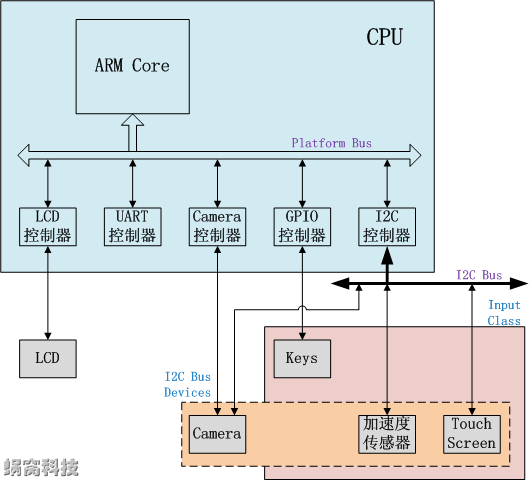 CPU
ARM Core
Platform Bus
LCD
控制器
UART
控制器
Camera
控制器
GPIO
控制器
I2C
控制器
I2C Bus
Input
Class
LCD
Keys
I2C Bus
Devices
Camera
加速度
传感器
Touch
Screen
蜗窝科技